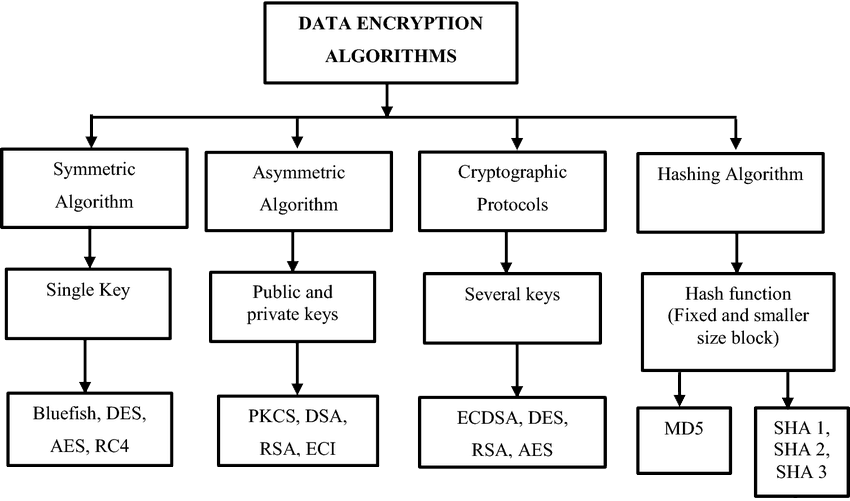 DATA ENCRYPTION
ALGORITHMS
Symmetric
Algorithm
Asymmetric
Algorithm
Cryptographic
Protocols
Hashing Algorithm
Single Key
Public and
private keys
Several keys
Hash function
(Fixed and smaller
size block)
Bluefish, DES,
AES, RC4
PKCS, DSA,
RSA, ECI
ECDSA, DES,
RSA, AES
MD5
SHA 1,
SHA 2,
SHA 3